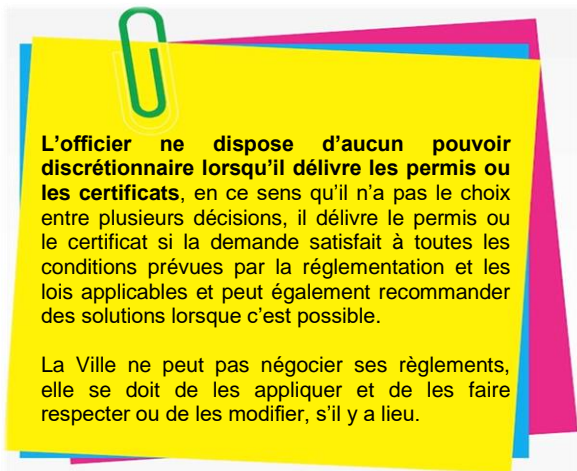 L’officier ne dispose d’aucun pouvoir
discrétionnaire lorsqu’il délivre les permis ou
les certificats, en ce sens qu’il n’a pas le choix
entre plusieurs décisions, il délivre le permis ou
le certificat si la demande satisfait à toutes les
conditions prévues par la réglementation et les
lois applicables et peut également recommander
des solutions lorsque c’est possible.
La Ville ne peut pas négocier ses règlements,
elle se doit de les appliquer et de les faire
respecter ou de les modifier, s’il y a lieu.